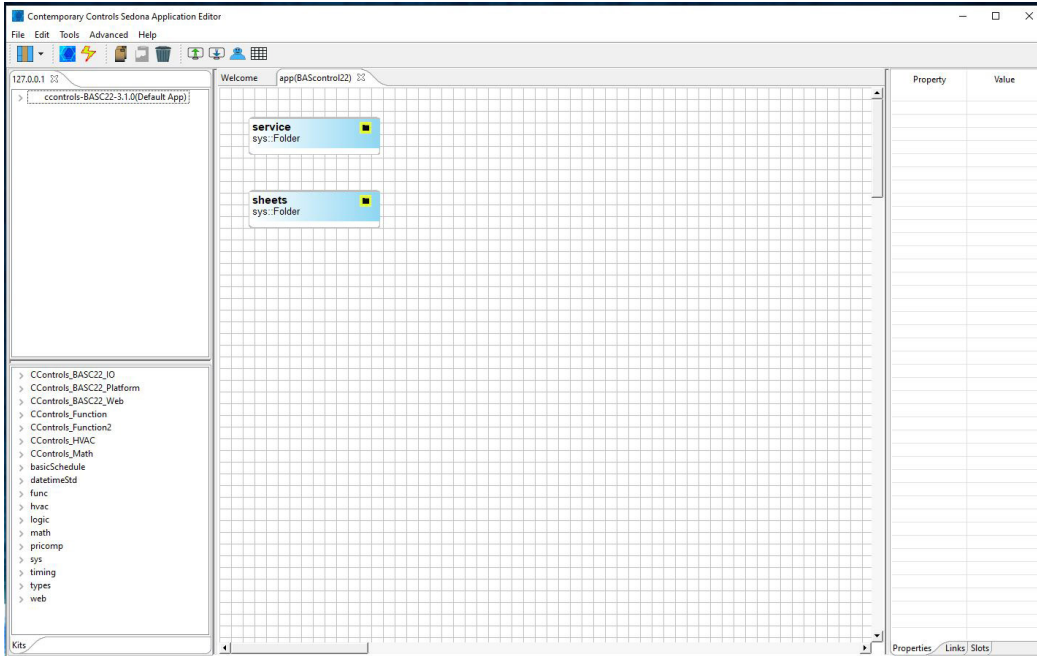 Contemporary Controls Sedona Application Editor
File Edit Tools Advanced Help
127.0.0.1
ccontrols-BASC22-3.1.0(Default App)
CControls_BASC22_IO
CControls_BASC22_Platform
CControls_BASC22_Web
CControls_Function
CControls_Function2
CControls_HVAC
CControls_Math
basicSchedule
datetimeStd
func
hvac
logic
math
pricomp
sys
timing
types
web
Kits
Welcome app(BAScontrol22)
service
sys::Folder
sheets
sys::Folder
Property Value
Properties Links Slots